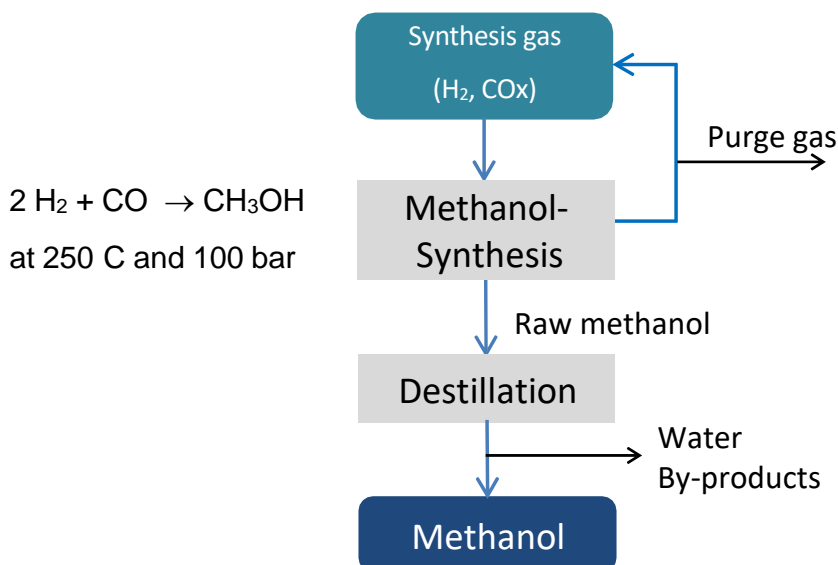 Synthesis gas
(H₂, COx)
Purge gas
2 H₂ + CO → CH₃OH
at 250 C and 100 bar
Methanol-
Synthesis
Raw methanol
Destillation
Water
By-products
Methanol